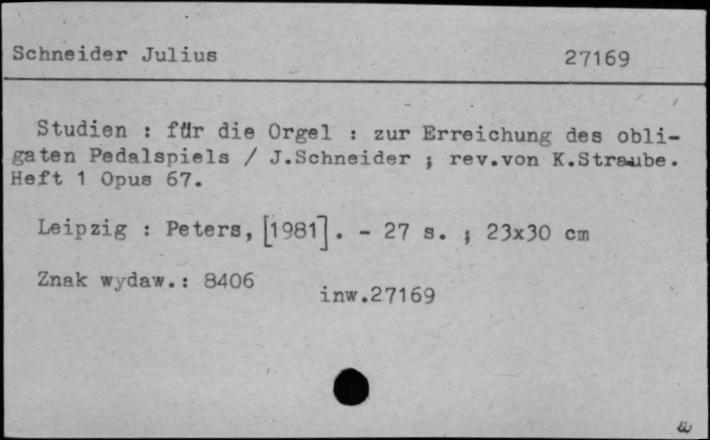 Schneider Julius 27169
Studien : für die Orgel : zur Erreichung des obli-
gaten Pedalspiels / J.Schneider ; rev.von K.Straube.
Heft 1 Opus 67.
Leipzig : Peters, [1981]. - 27 s. ; 23x30 cm
Znak wydaw.: 8406
inw.27169